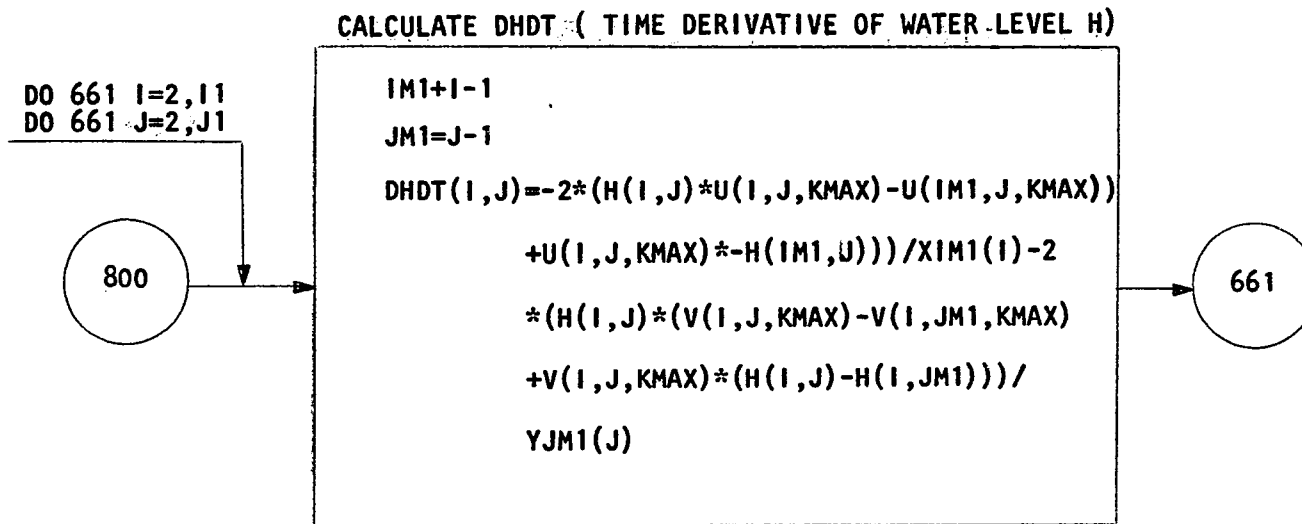 CALCULATE DHDT ( TIME DERIVATIVE OF WATER LEVEL H)
DO 661 I=2,I1
DO 661 J=2,J1
IM1+I-1
JM1=J-1
DHDT(I,J)=-2*(H(I,J)*U(I,J,KMAX)-U(IM1,J,KMAX))
+U(I,J,KMAX)*-H(IM1,J)))/XIM1(I)-2
800
661
*(H(I,J)*(V(I,J,KMAX)-V(I,JM1,KMAX)
+V(I,J,KMAX)*(H(I,J)-H(I,JM1)))/
YJM1(J)